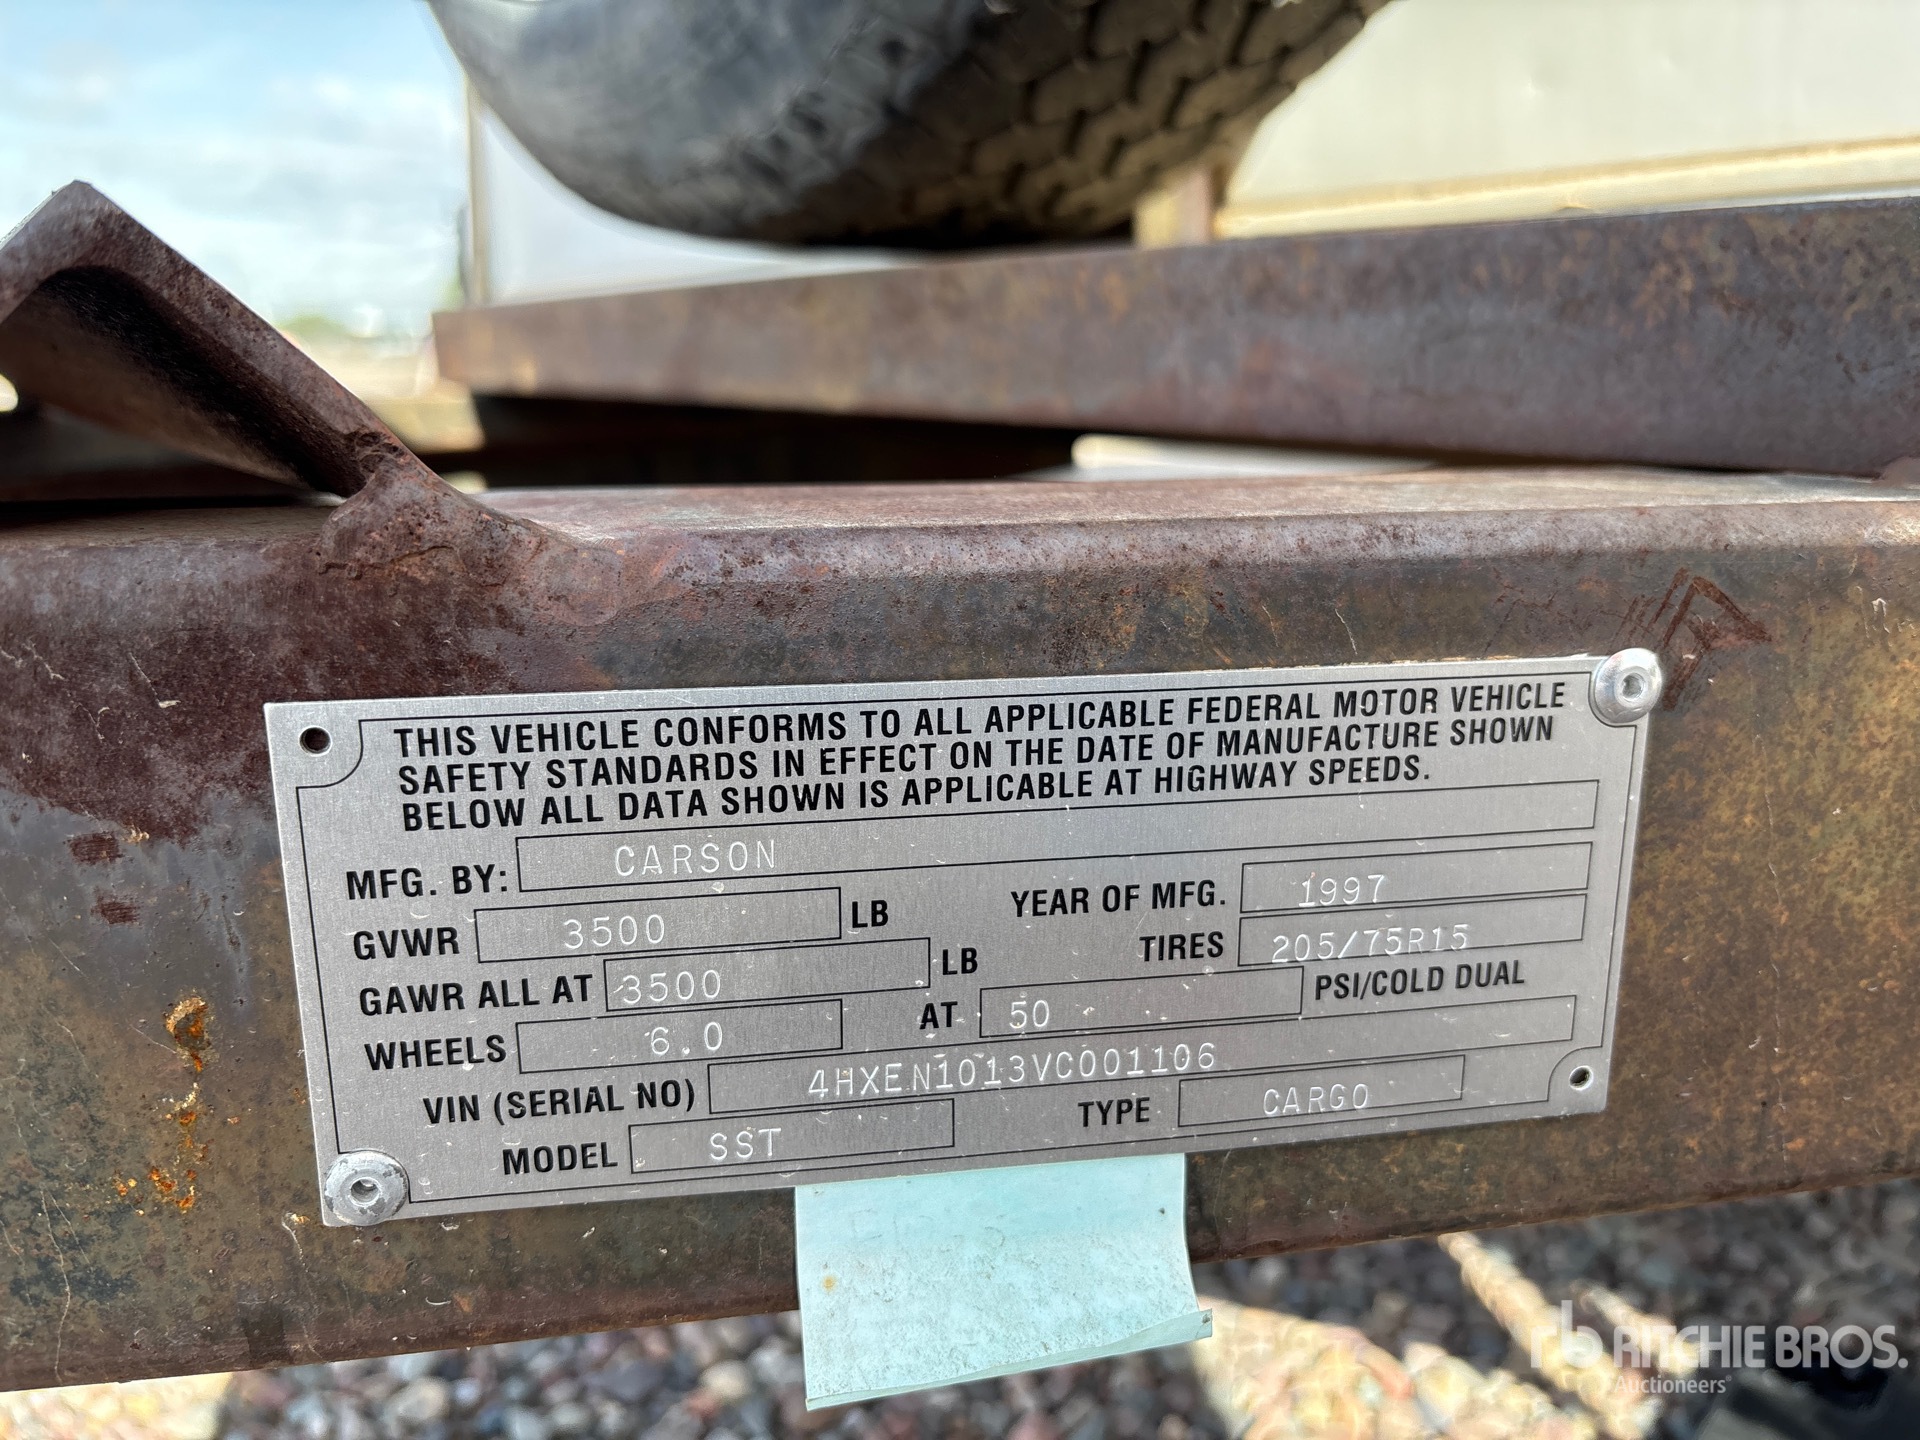 THIS VEHICLE CONFORMS TO ALL APPLICABLE FEDERAL MOTOR VEHICLE
SAFETY STANDARDS IN EFFECT ON THE DATE OF MANUFACTURE SHOWN
BELOW ALL DATA SHOWN IS APPLICABLE AT HIGHWAY SPEEDS.
MFG. BY: CARSON
GVWR 3500 LB YEAR OF MFG. 1997
GAWR ALL AT 3500 LB TIRES 205/75R15
WHEELS 6.0 AT 50 PSI/COLD DUAL
VIN (SERIAL NO) 4HXEN1013VC001106
MODEL SST TYPE CARGO
rb RITCHIE BROS.
Auctioneers